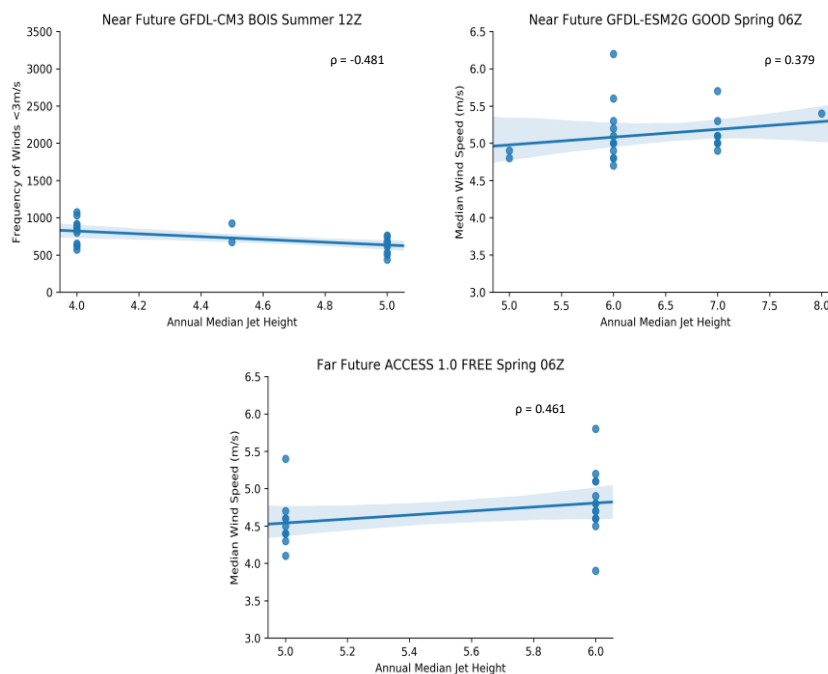 Near Future GFDL-CM3 BOIS Summer 12Z
ρ = -0.481
Frequency of Winds <3m/s
3500
3000
2500
2000
1500
1000
500
0
4.0 4.2 4.4 4.6 4.8 5.0
Annual Median Jet Height
Near Future GFDL-ESM2G GOOD Spring 06Z
ρ = 0.379
Median Wind Speed (m/s)
6.5
6.0
5.5
5.0
4.5
4.0
3.5
3.0
5.0 5.5 6.0 6.5 7.0 7.5 8.0
Annual Median Jet Height
Far Future ACCESS 1.0 FREE Spring 06Z
ρ = 0.461
Median Wind Speed (m/s)
6.5
6.0
5.5
5.0
4.5
4.0
3.5
3.0
5.0 5.2 5.4 5.6 5.8 6.0
Annual Median Jet Height